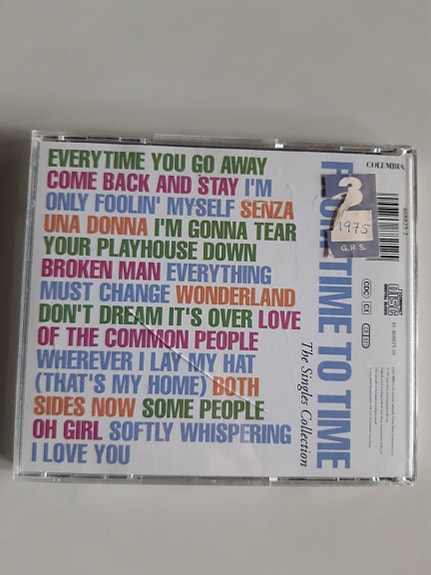 EVERYTIME YOU GO AWAY
COME BACK AND STAY I'M
ONLY FOOLIN' MYSELF SENZA
UNA DONNA I'M GONNA TEAR
YOUR PLAYHOUSE DOWN
BROKEN MAN EVERYTHING
MUST CHANGE WONDERLAND
DON'T DREAM IT'S OVER LOVE
OF THE COMMON PEOPLE
WHEREVER I LAY MY HAT
(THAT'S MY HOME) BOTH
SIDES NOW SOME PEOPLE
OH GIRL SOFTLY WHISPERING
I LOVE YOU
TIME TO TIME
The Singles Collection
COLUMBIA
3
1975
G.R.S.